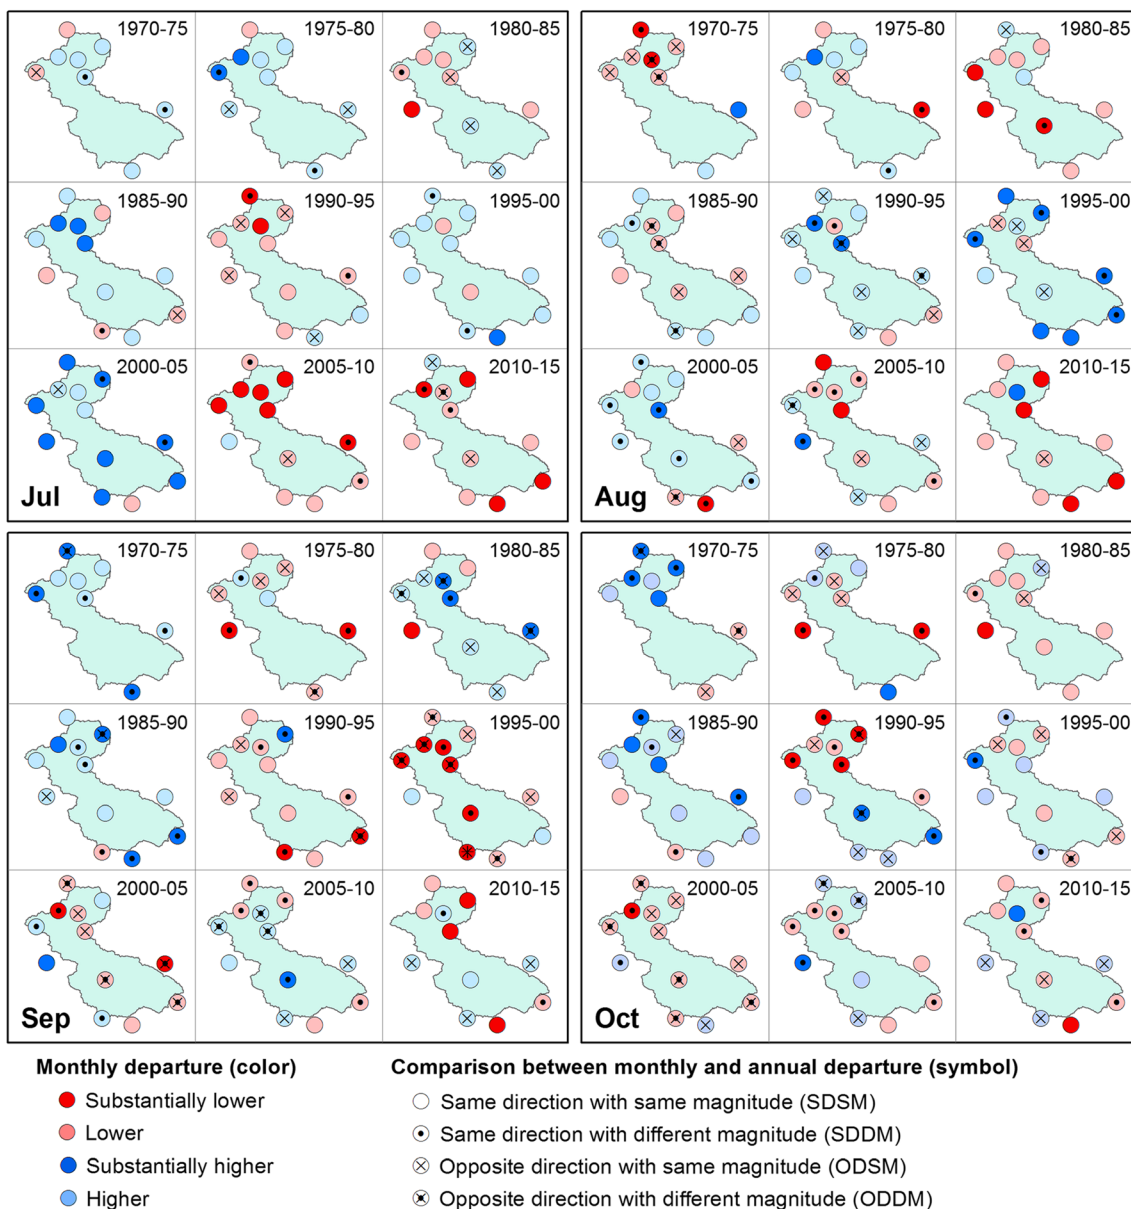 1970-75 1975-80 1980-85 1970-75 1975-80 1980-85
1985-90 1990-95 1995-00 1985-90 1990-95 1995-00
2000-05 2005-10 2010-15 2000-05 2005-10 2010-15
Jul Aug
1970-75 1975-80 1980-85 1970-75 1975-80 1980-85
1985-90 1990-95 1995-00 1985-90 1990-95 1995-00
2000-05 2005-10 2010-15 2000-05 2005-10 2010-15
Sep Oct
Monthly departure (color)
Substantially lower
Lower
Substantially higher
Higher
Comparison between monthly and annual departure (symbol)
Same direction with same magnitude (SDSM)
Same direction with different magnitude (SDDM)
Opposite direction with same magnitude (ODSM)
Opposite direction with different magnitude (ODDM)